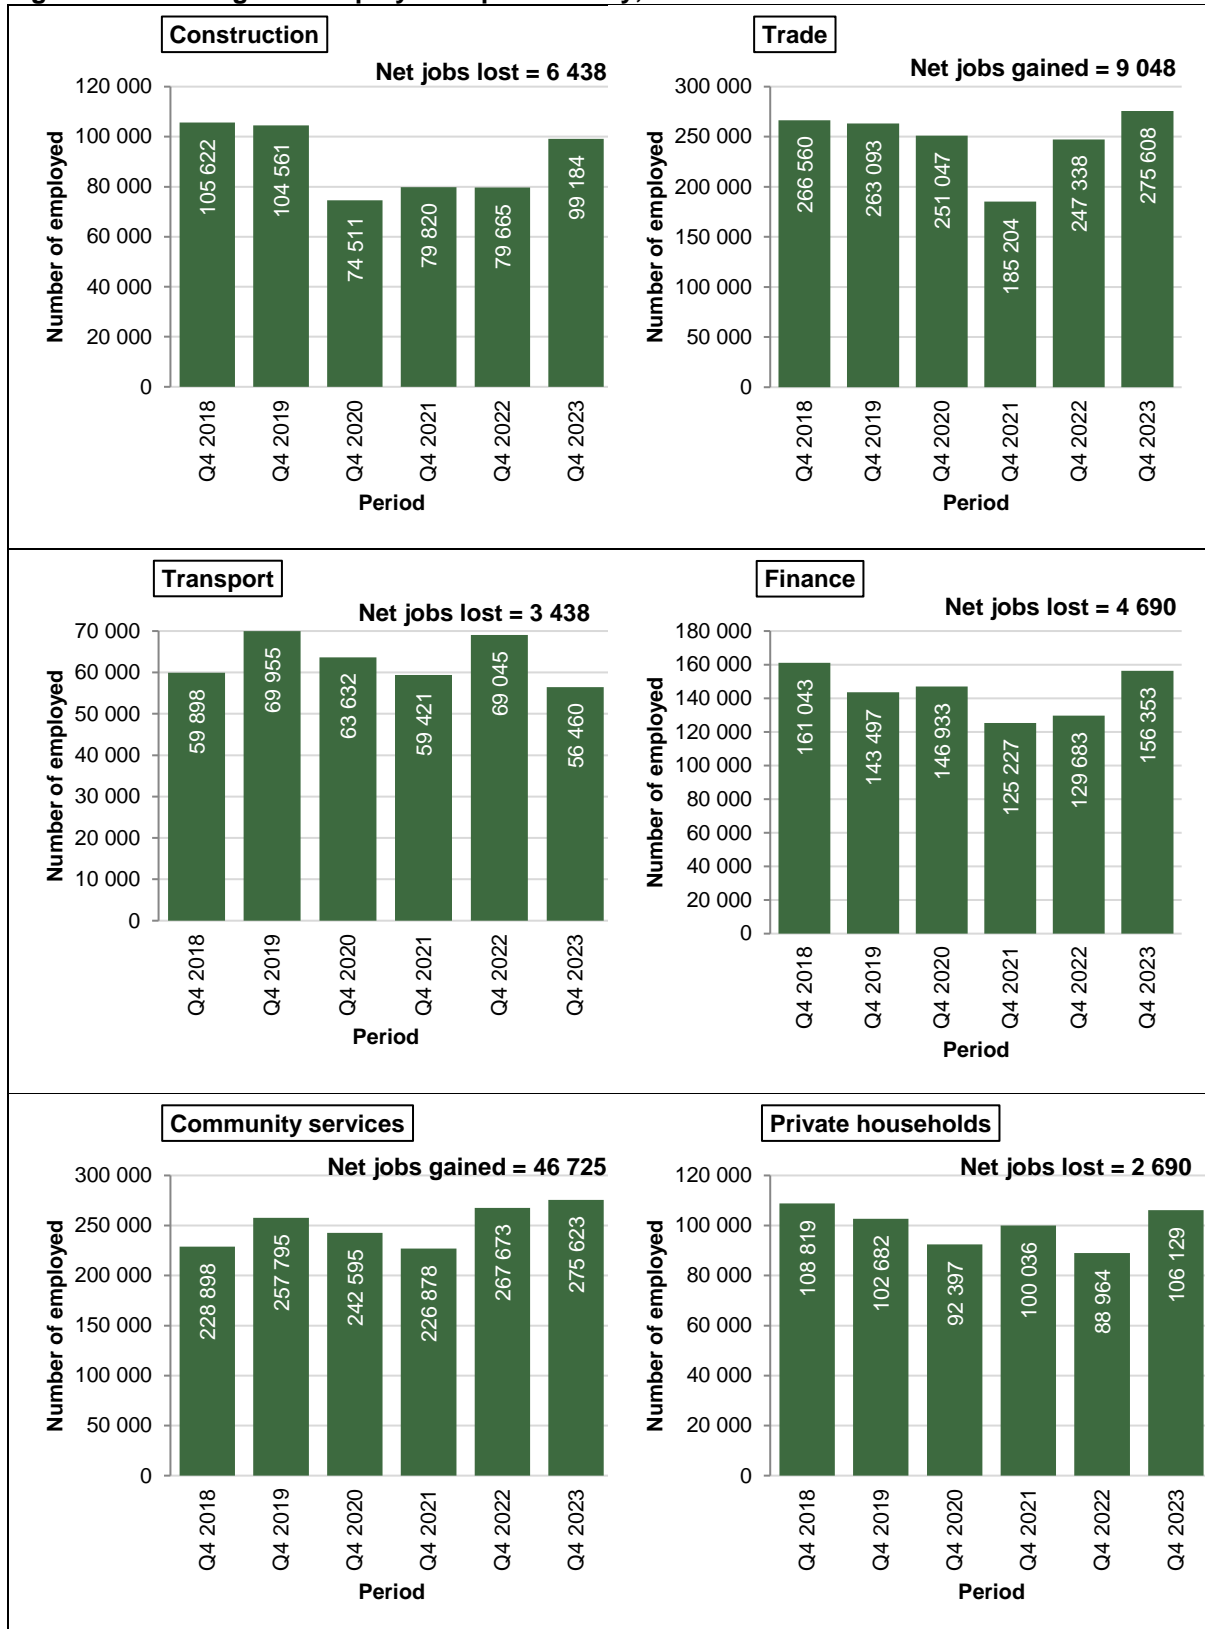 Construction
Net jobs lost = 6 438
Number of employed
120 000
100 000
80 000
60 000
40 000
20 000
0
105 622
104 561
74 511
79 820
79 665
99 184
Q4 2018
Q4 2019
Q4 2020
Q4 2021
Q4 2022
Q4 2023
Period
Trade
Net jobs gained = 9 048
Number of employed
300 000
250 000
200 000
150 000
100 000
50 000
0
266 560
263 093
251 047
185 204
247 338
275 608
Q4 2018
Q4 2019
Q4 2020
Q4 2021
Q4 2022
Q4 2023
Period
Transport
Net jobs lost = 3 438
Number of employed
70 000
60 000
50 000
40 000
30 000
20 000
10 000
0
59 898
69 955
63 632
59 421
69 045
56 460
Q4 2018
Q4 2019
Q4 2020
Q4 2021
Q4 2022
Q4 2023
Period
Finance
Net jobs lost = 4 690
Number of employed
180 000
160 000
140 000
120 000
100 000
80 000
60 000
40 000
20 000
0
161 043
143 497
146 933
125 227
129 683
156 353
Q4 2018
Q4 2019
Q4 2020
Q4 2021
Q4 2022
Q4 2023
Period
Community services
Net jobs gained = 46 725
Number of employed
300 000
250 000
200 000
150 000
100 000
50 000
0
228 898
257 795
242 595
226 878
267 673
275 623
Q4 2018
Q4 2019
Q4 2020
Q4 2021
Q4 2022
Q4 2023
Period
Private households
Net jobs lost = 2 690
Number of employed
120 000
100 000
80 000
60 000
40 000
20 000
0
108 819
102 682
92 397
100 036
88 964
106 129
Q4 2018
Q4 2019
Q4 2020
Q4 2021
Q4 2022
Q4 2023
Period